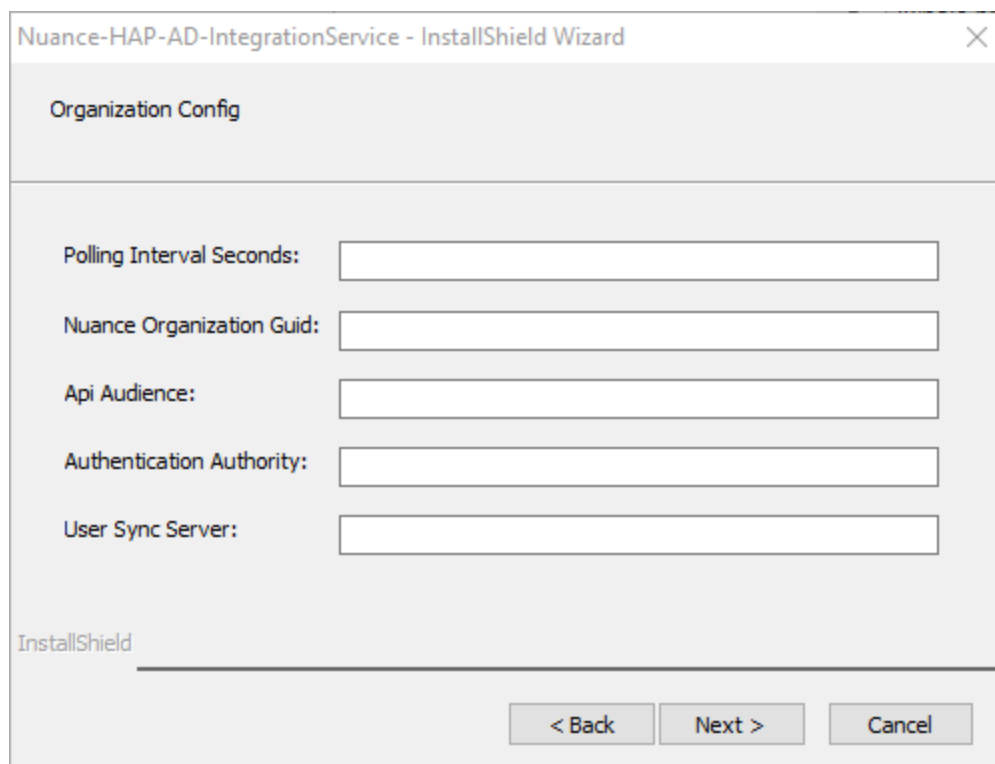 Nuance-HAP-AD-IntegrationService - InstallShield Wizard
Organization Config
Polling Interval Seconds:
Nuance Organization Guid:
Api Audience:
Authentication Authority:
User Sync Server:
InstallShield
< Back Next > Cancel